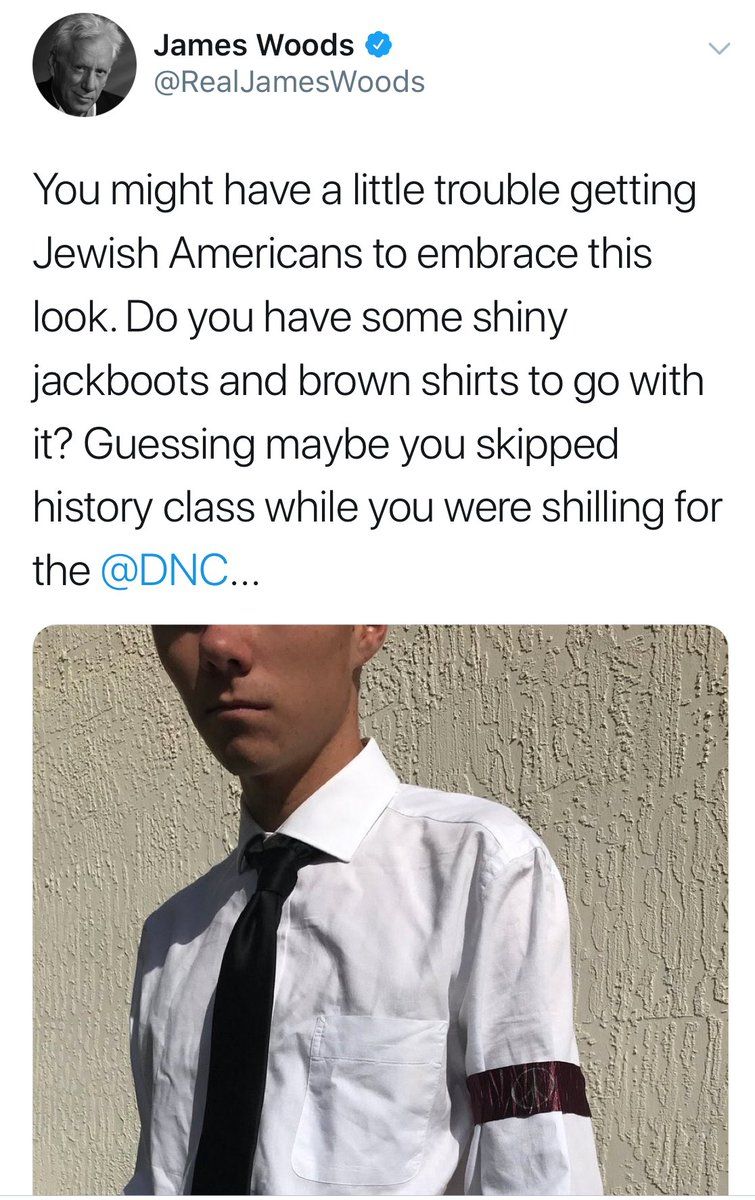 James Woods
@RealJamesWoods
You might have a little trouble getting
Jewish Americans to embrace this
look. Do you have some shiny
jackboots and brown shirts to go with
it? Guessing maybe you skipped
history class while you were shilling for
the @DNC...